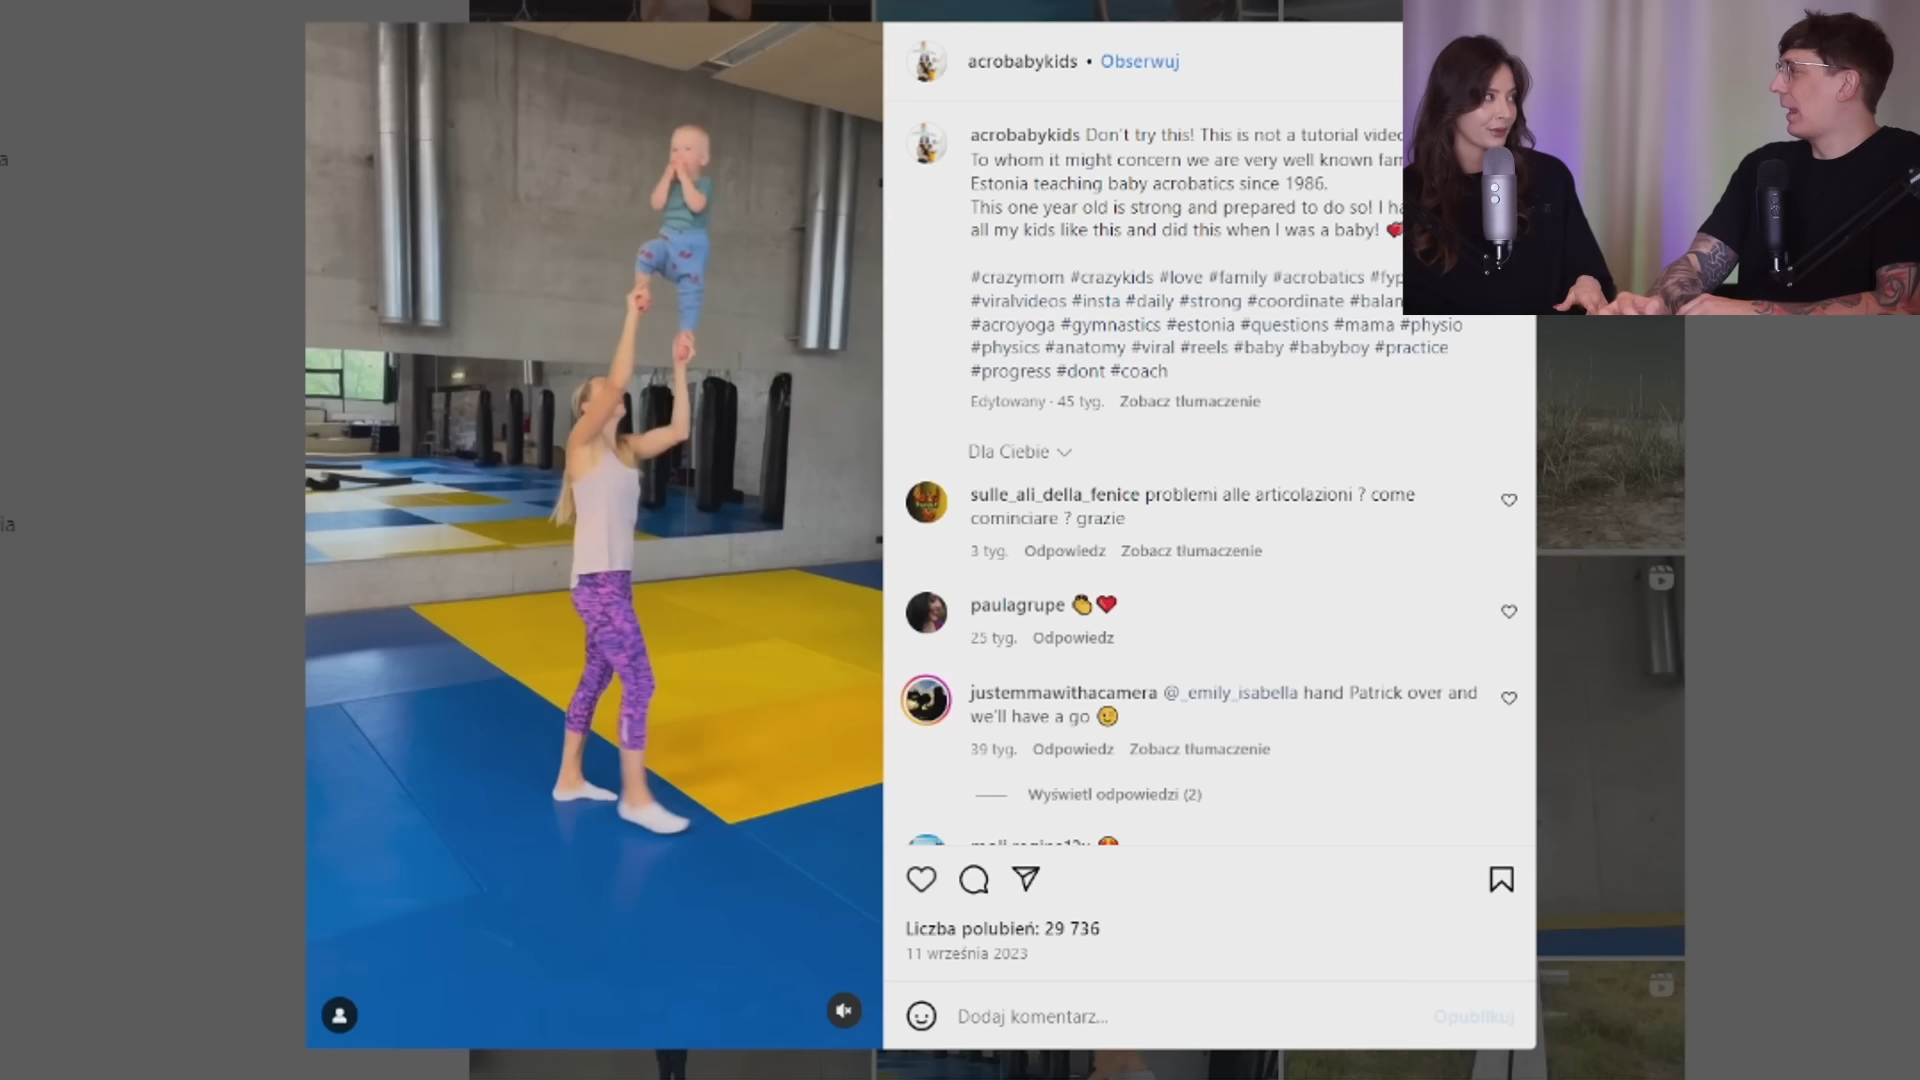 acrobabykids • Obserwuj
acrobabykids Don't try this! This is not a tutorial video
To whom it might concern we are very well known
Estonia teaching baby acrobatics since 1986.
This one year old is strong and prepared to do so! I
all my kids like this and did this when I was a baby!
#crazymom #crazykids #love #family #acrobatics #fyp
#viralvideos #insta #daily #strong #coordinate
#acroyoga #gymnastics #estonia #questions #mama #physio
#physics #anatomy #viral #reels #baby #babyboy #practice
#progress #dont #coach
Edytowany · 45 tyg. Zobacz tłumaczenie
Dla Ciebie
sulle_ali_della_fenice problemi alle articolazioni ? come
cominciare ? grazie
3 tyg. Odpowiedz Zobacz tłumaczenie
paulagrupe 👏❤️
25 tyg. Odpowiedz
justemmawithacamera @_emily_isabella hand Patrick over and
we'll have a go 😉
39 tyg. Odpowiedz Zobacz tłumaczenie
Wyświetl odpowiedzi (2)
Liczba polubień: 29 736
11 września 2023
Dodaj komentarz...
Opublikuj